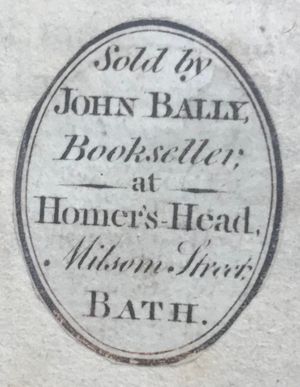 Sold by
JOHN BALLY,
Bookseller,
at
Homer's-Head,
Milsom Street,
BATH.